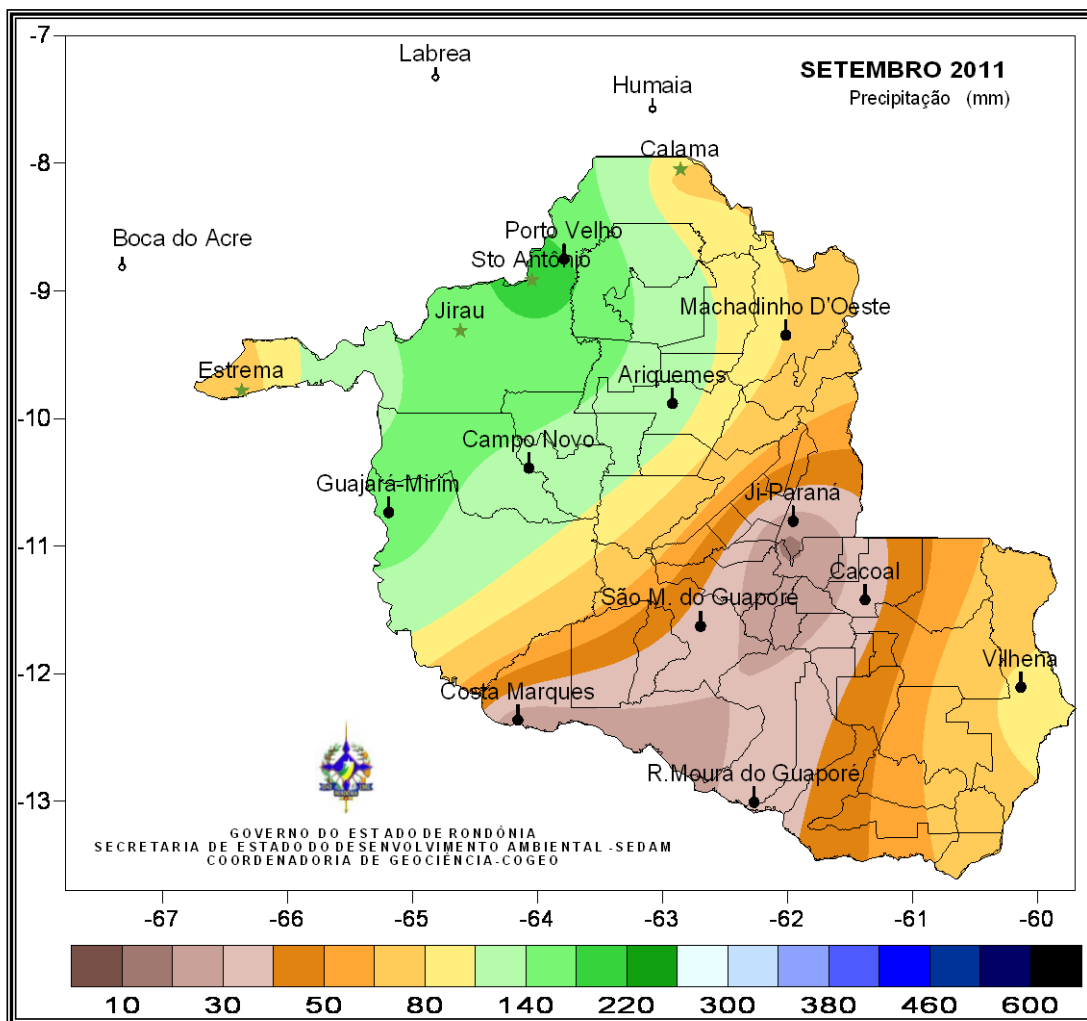 SETEMBRO 2011
Precipitação (mm)
Labrea
Humaia
Calama
Boca do Acre
Porto Velho
Sto Antônio
Jirau
Machadinho D'Oeste
Estrema
Ariquemes
Campo Novo
Guajará-Mirim
Ji-Paraná
Cacoal
São M. do Guaporé
Vilhena
Costa Marques
R.Moura do Guaporé
GOVERNO DO ESTADO DE RONDÔNIA
SECRETARIA DE ESTADO DO DESENVOLVIMENTO AMBIENTAL -SEDAM
COORDENADORIA DE GEOCIÊNCIA-COGEO
-7
-8
-9
-10
-11
-12
-13
-67 -66 -65 -64 -63 -62 -61 -60
10 30 50 80 140 220 300 380 460 600